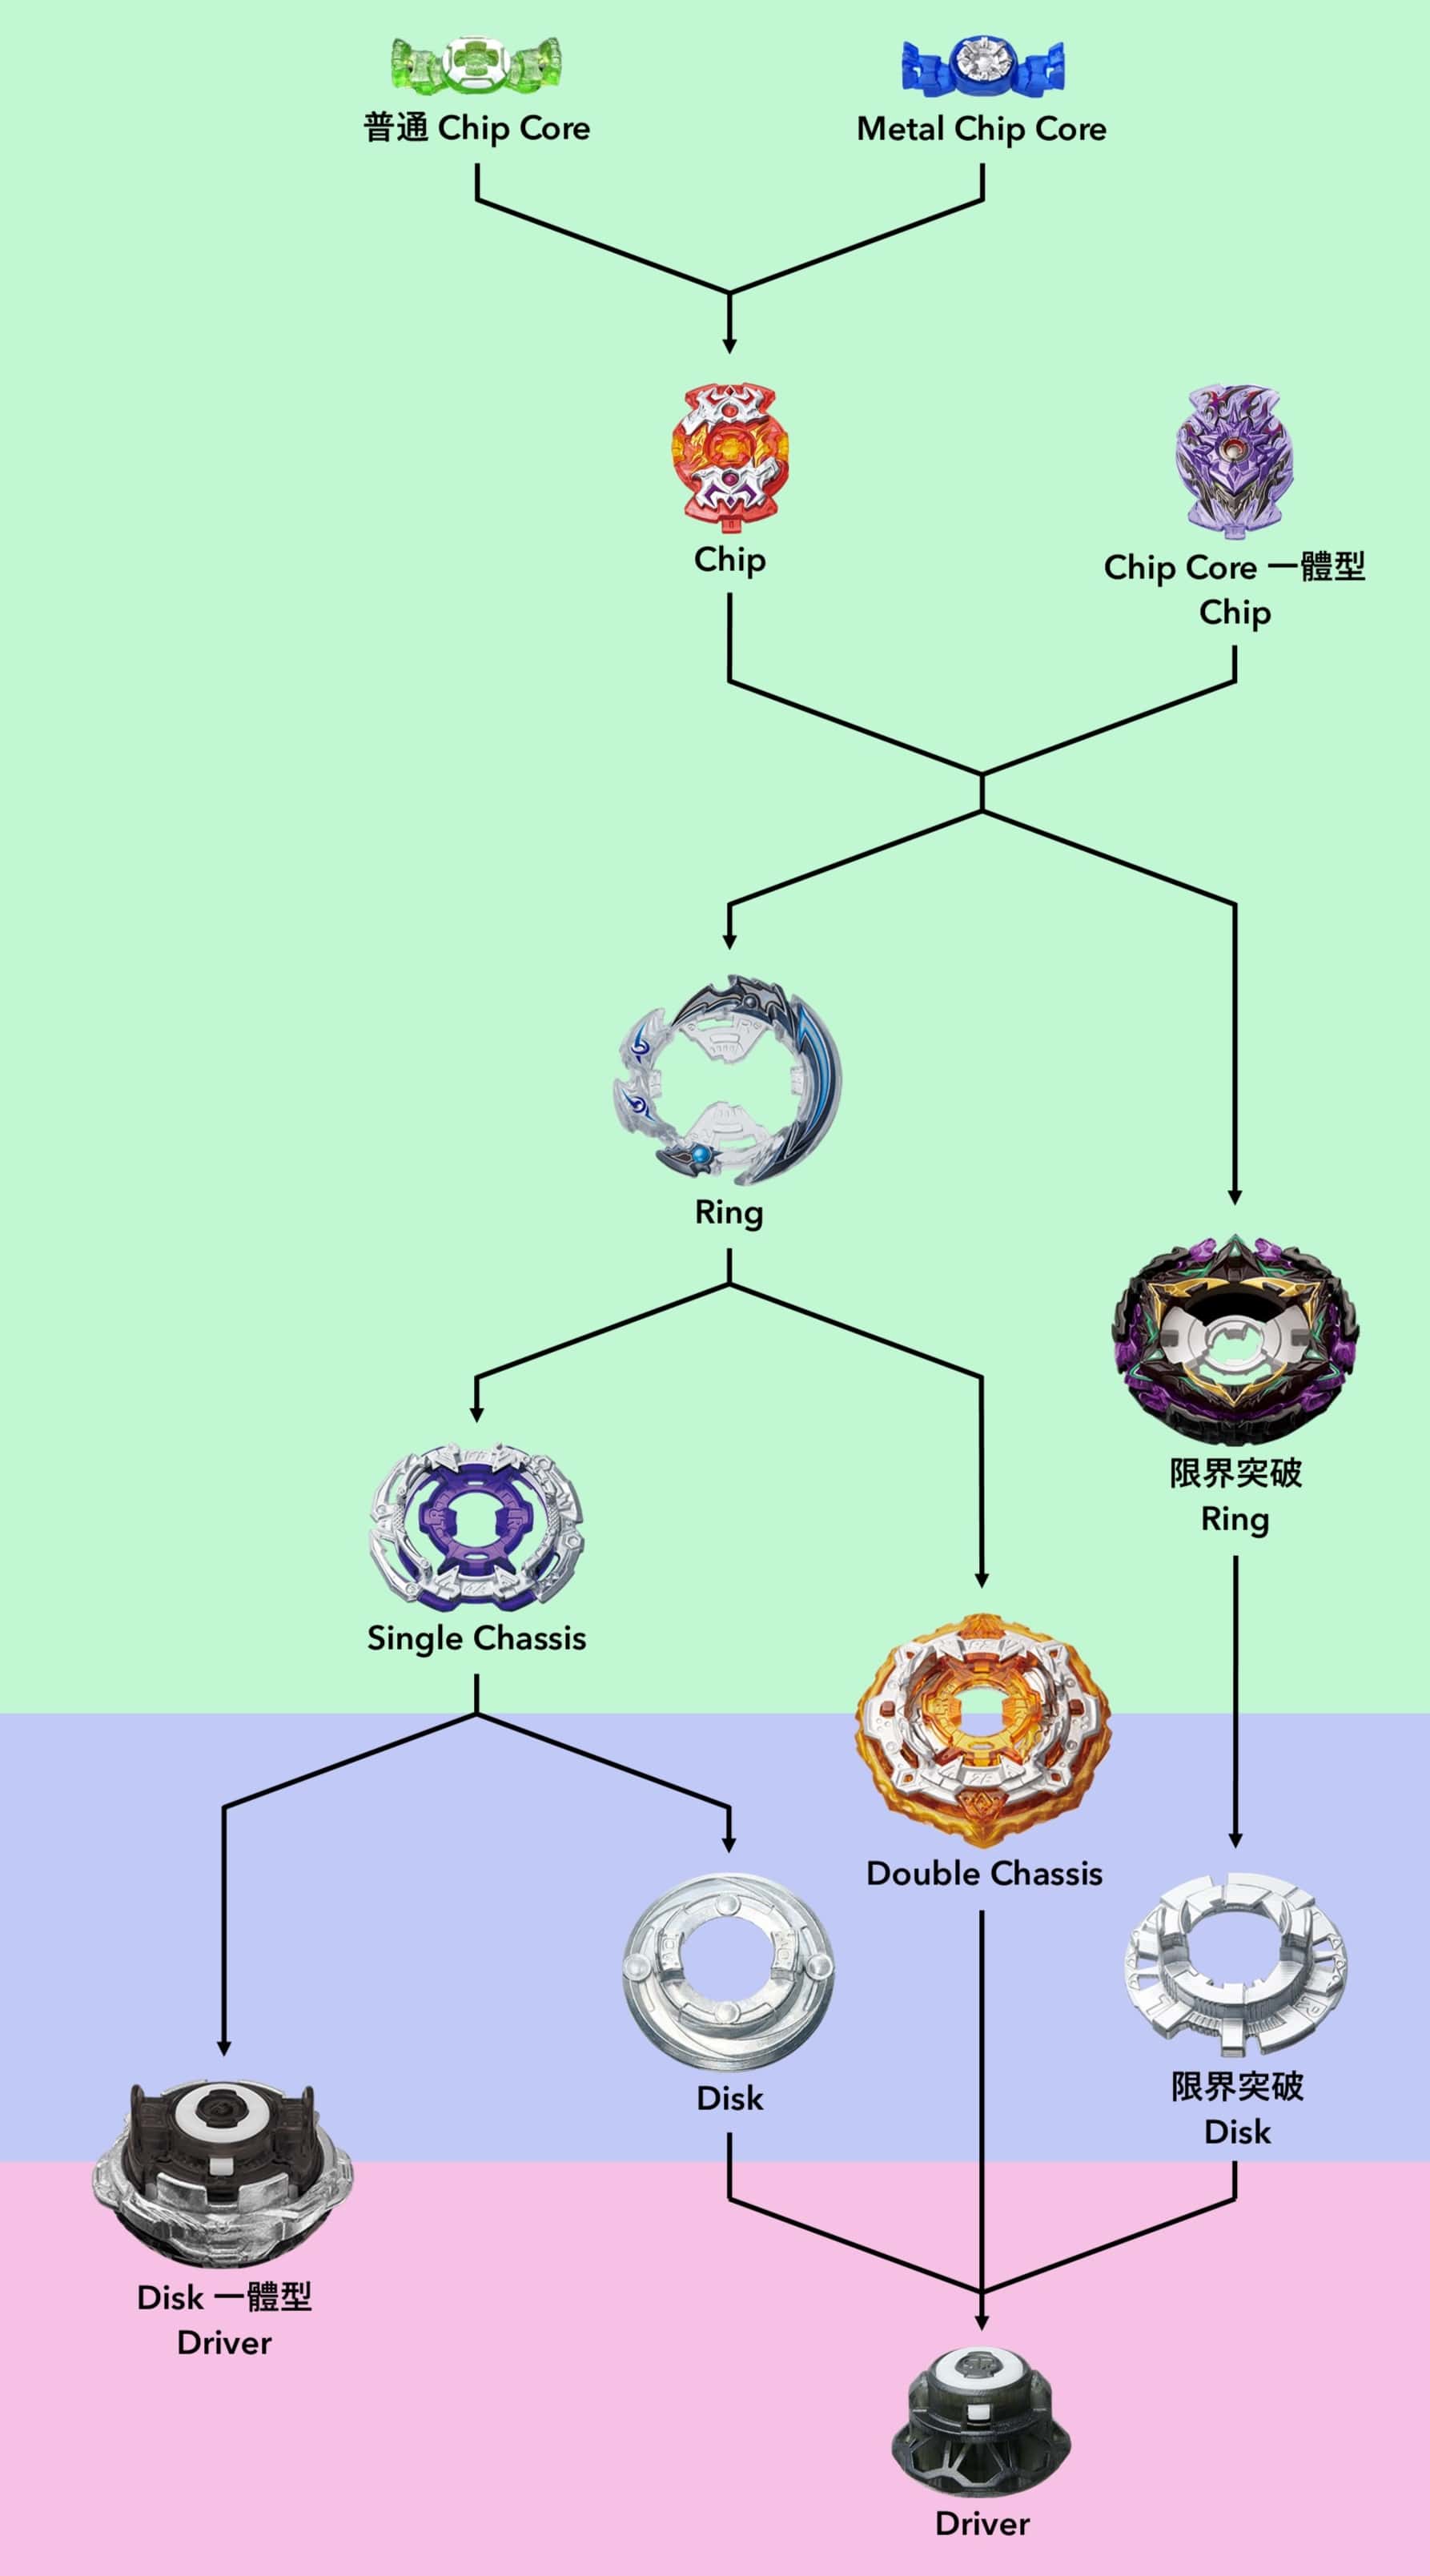 普通 Chip Core
Metal Chip Core
Chip
Chip Core 一體型
Chip
Ring
限界突破
Ring
Single Chassis
Double Chassis
Disk
限界突破
Disk
Disk 一體型
Driver
Driver